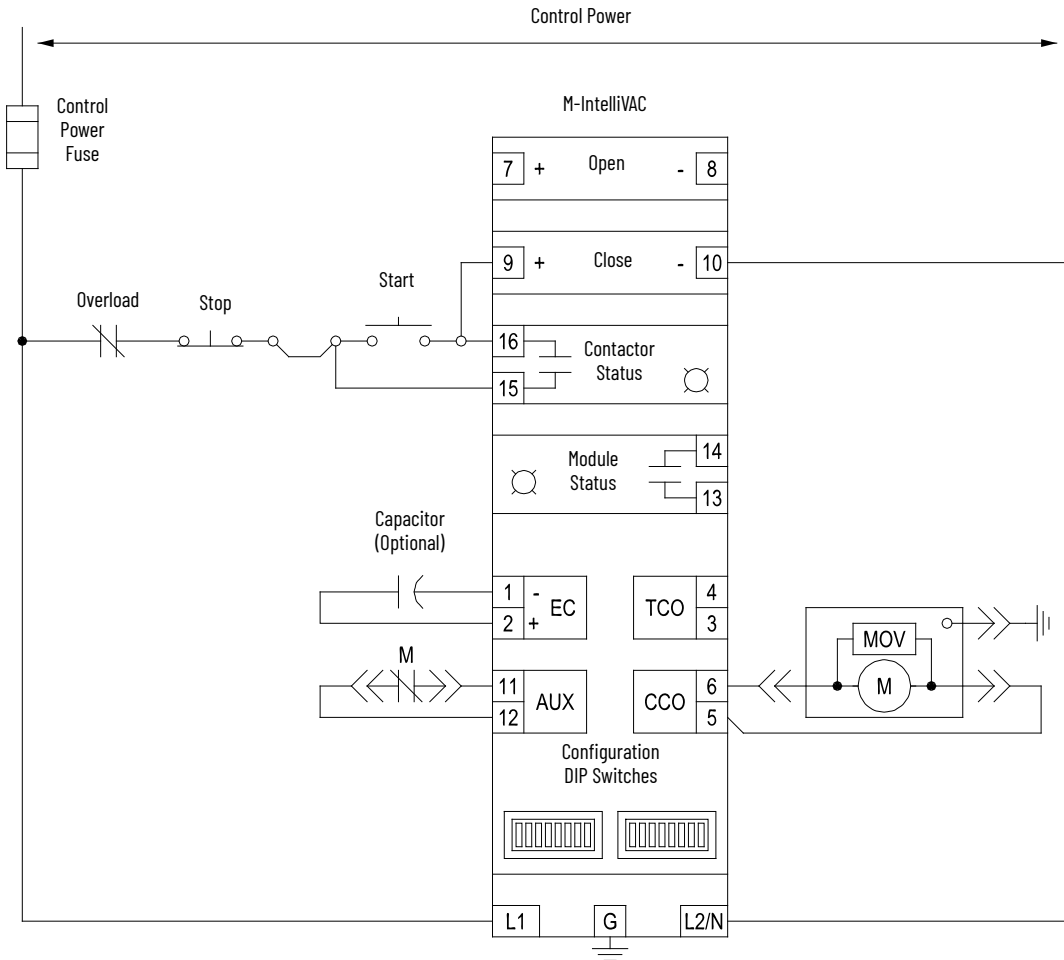 Control Power
Control
Power
Fuse
M-IntelliVAC
7 + Open - 8
9 + Close - 10
Overload
Stop
Start
16
Contactor
Status
15
14
Module
Status
13
Capacitor
(Optional)
1 -
EC
2 +
TCO
4
3
MOV
M
M
11
AUX
12
CCO
6
5
Configuration
DIP Switches
L1
G
L2/N